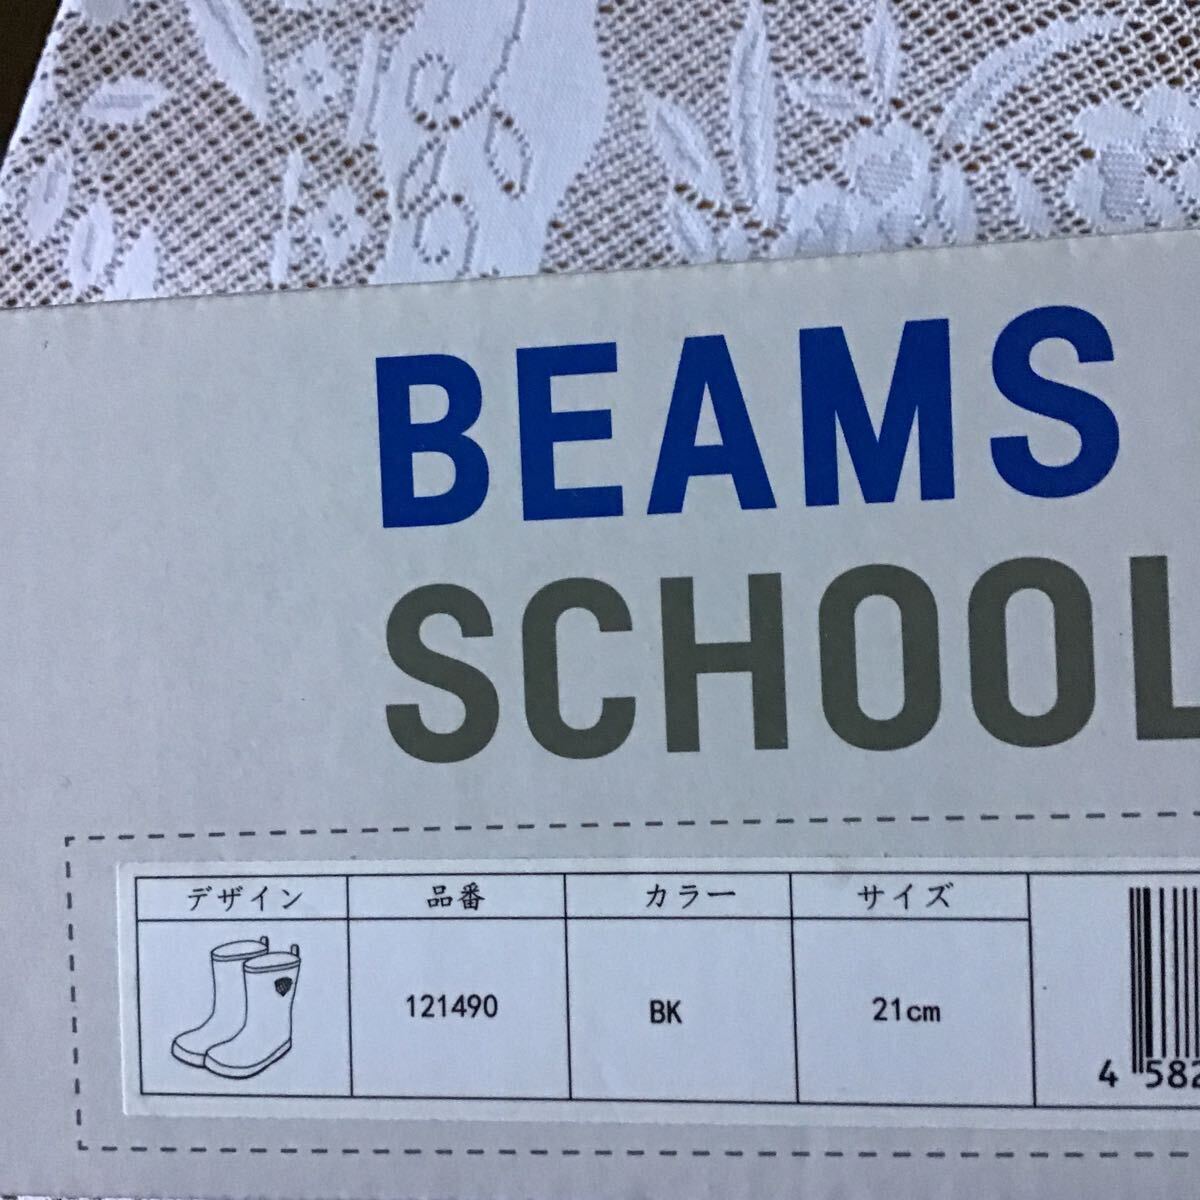 BEAMS
SCHOOL
デザイン 品番 カラー サイズ
121490 BK 21cm
4 582